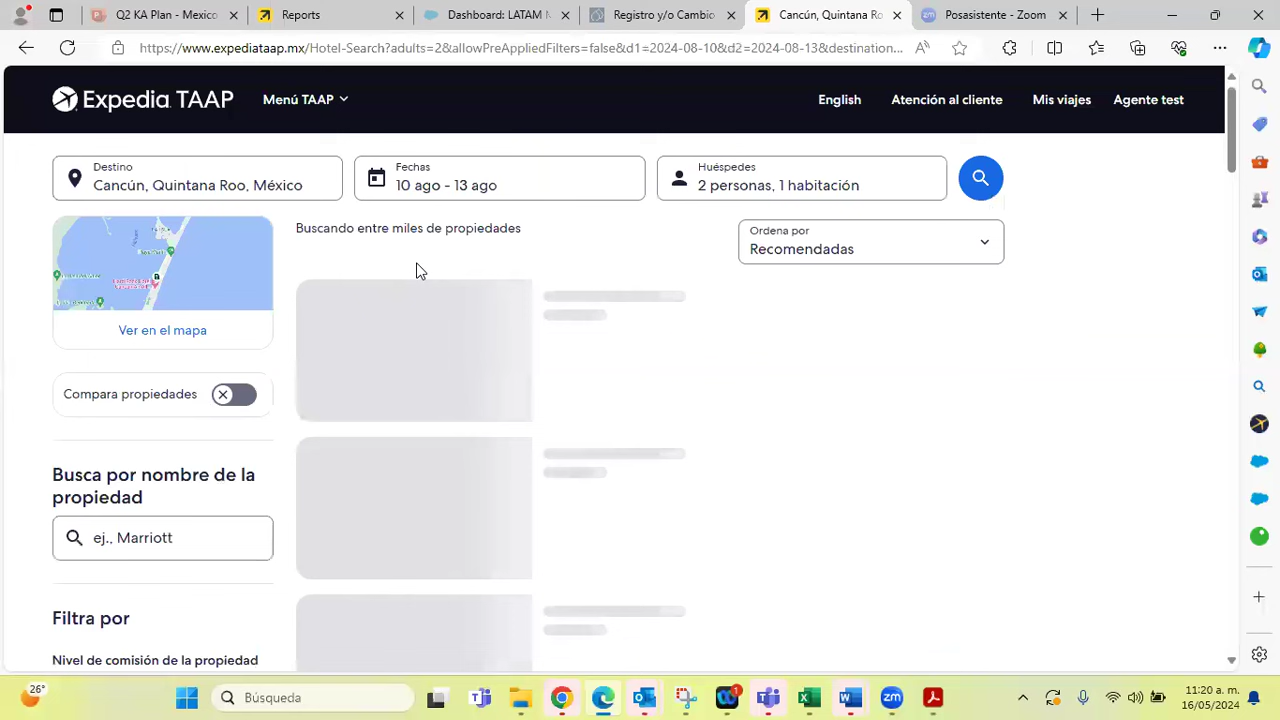 Q2 KA Plan - Mexico
Reports
Dashboard: LATAM
Registro y/o Cambio
Cancún, Quintana Ro
Posasistente - Zoom
https://www.expediataap.mx/Hotel-Search?adults=2&allowPreAppliedFilters=false&d1=2024-08-10&d2=2024-08-13&destination...
Expedia TAAP
Menú TAAP
English
Atención al cliente
Mis viajes
Agente test
Destino
Cancún, Quintana Roo, México
Fechas
10 ago - 13 ago
Huéspedes
2 personas, 1 habitación
Buscando entre miles de propiedades
Ordena por
Recomendadas
Ver en el mapa
Compara propiedades
Busca por nombre de la
propiedad
ej., Marriott
Filtra por
Nivel de comisión de la propiedad
26°
Búsqueda
1
11:20 a. m.
16/05/2024